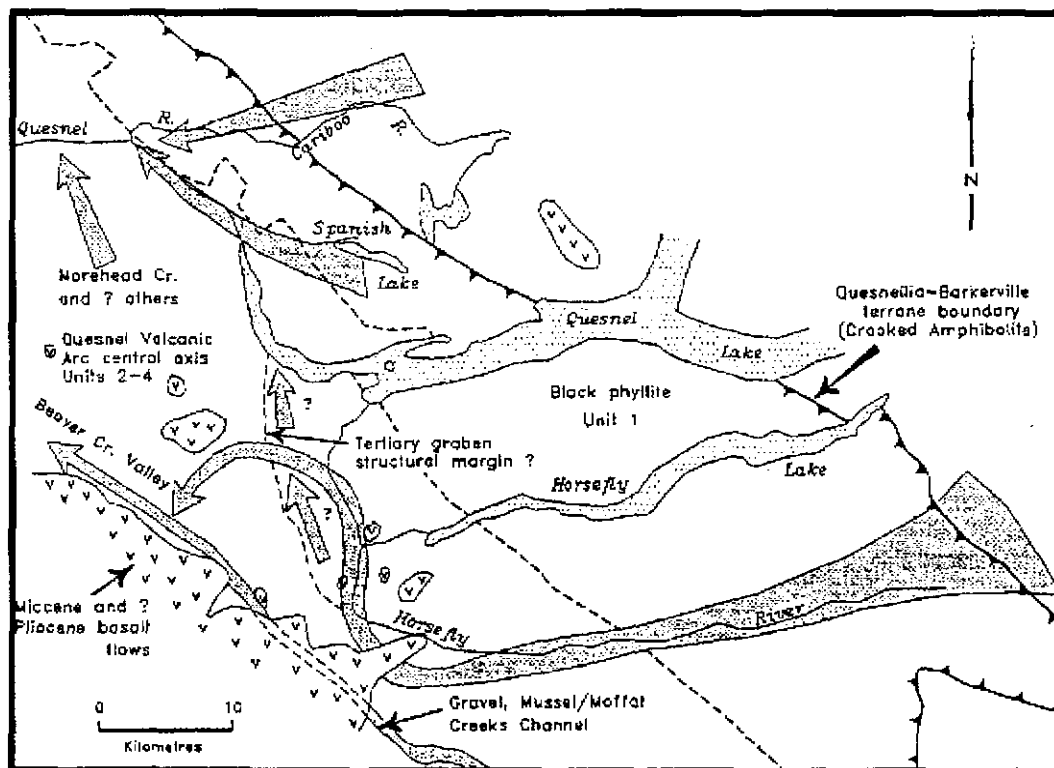 Quesnel
R.
Cariboo
R.
N
Spanish
Lake
Morehead Cr.
and ? others
Quesnellia-Barkerville
terrane boundary
(Crooked Amphibolite)
Quesnel
Lake
Quesnel Volcanic
Arc central axis
Units 2-4
?
Black phyllite
Unit 1
Beaver Cr. Valley
Tertiary graben
structural margin ?
Horsefly
Lake
?
Miocene and ?
Pliocene basalt
flows
Horsefly
River
0 10
Kilometres
Gravel, Mussel/Moffat
Creeks Channel